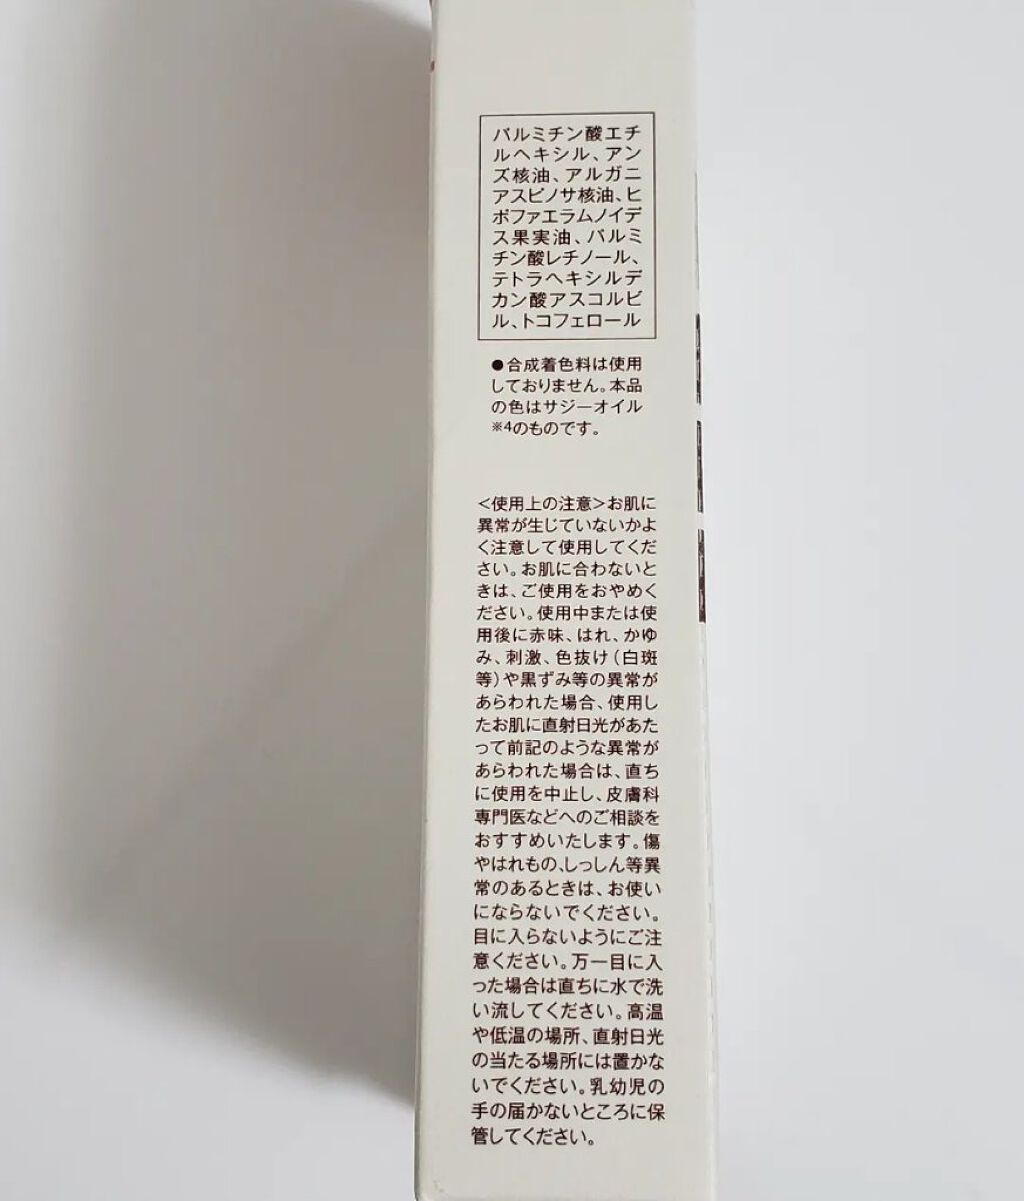 パルミチン酸エチ
ルヘキシル、アン
ズ核油、アルガニ
アスピノサ核油、ヒ
ポファエラムノイデ
ス果実油、パルミ
チン酸レチノール、
テトラヘキシルデ
カン酸アスコルビ
ル、トコフェロール
●合成着色料は使用
しておりません。本品
の色はサジーオイル
※4のものです。
<使用上の注意>お肌に
異常が生じていないかよ
く注意して使用してくだ
さい。お肌に合わないと
きは、ご使用をおやめく
ださい。使用中または使
用後に赤味、はれ、かゆ
み、刺激、色抜け(白斑
等)や黒ずみ等の異常が
あらわれた場合、使用し
たお肌に直射日光があた
って前記のような異常が
あらわれた場合は、直ち
に使用を中止し、皮膚科
専門医などへのご相談を
おすすめいたします。傷
やはれもの、しっしん等異
常のあるときは、お使い
にならないでください。
目に入らないようにご注
意ください。万一目に入
った場合は直ちに水で洗
い流してください。高温
や低温の場所、直射日光
の当たる場所には置かな
いでください。乳幼児の
手の届かないところに保
管してください。